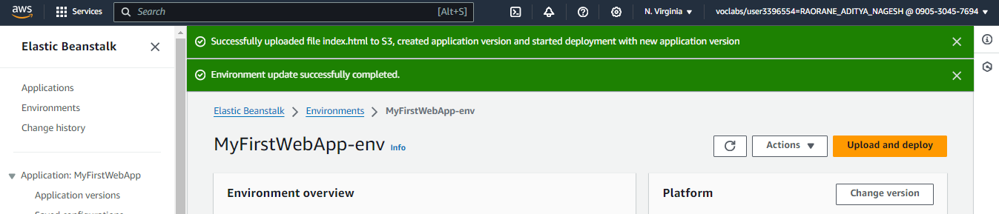 aws
Services
Search
[Alt+S]
N. Virginia
voclabs/user3396554=RAORANE_ADITYA_NAGESH @ 0905-3045-7694
Elastic Beanstalk
Applications
Environments
Change history
Application: MyFirstWebApp
Application versions
Saved configurations
Successfully uploaded file index.html to S3, created application version and started deployment with new application version
Environment update successfully completed.
Elastic Beanstalk > Environments > MyFirstWebApp-env
MyFirstWebApp-env Info
Actions
Upload and deploy
Environment overview
Platform
Change version